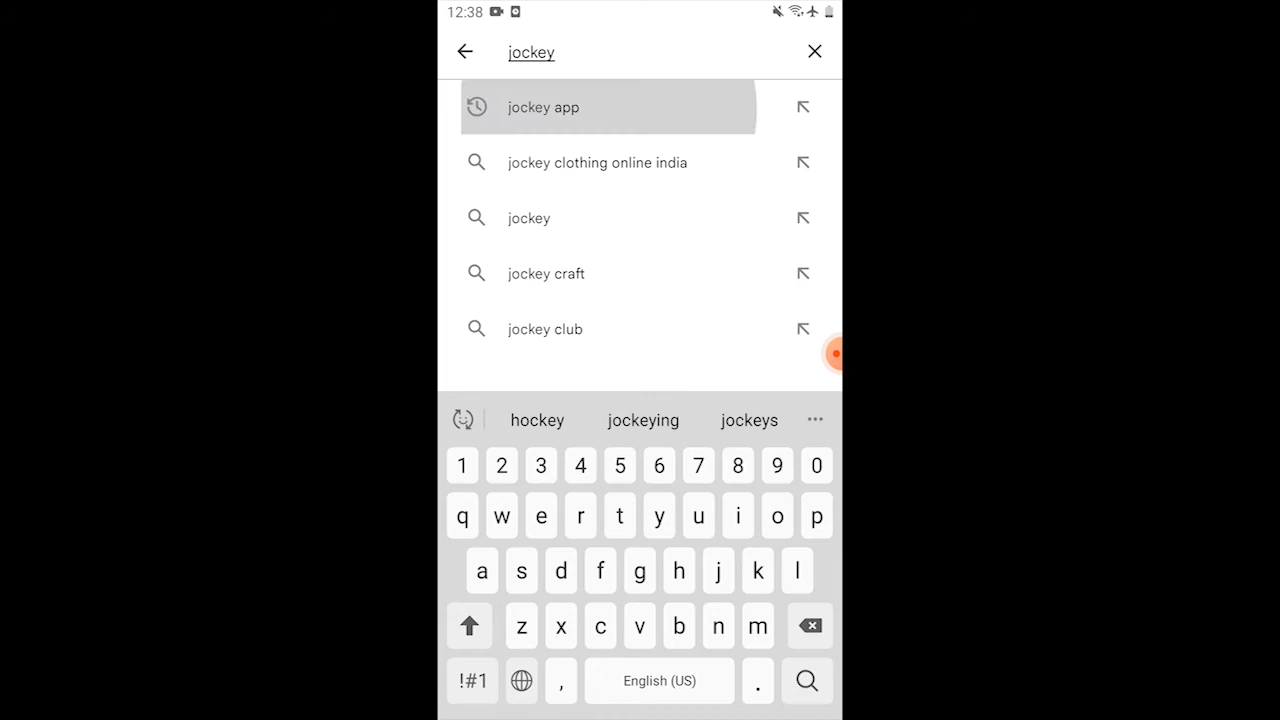 12:38
jockey
jockey app
jockey clothing online india
jockey
jockey craft
jockey club
hockey jockeying jockeys
1 2 3 4 5 6 7 8 9 0
q w e r t y u i o p
a s d f g h j k l
z x c v b n m
!#1 , English (US) .